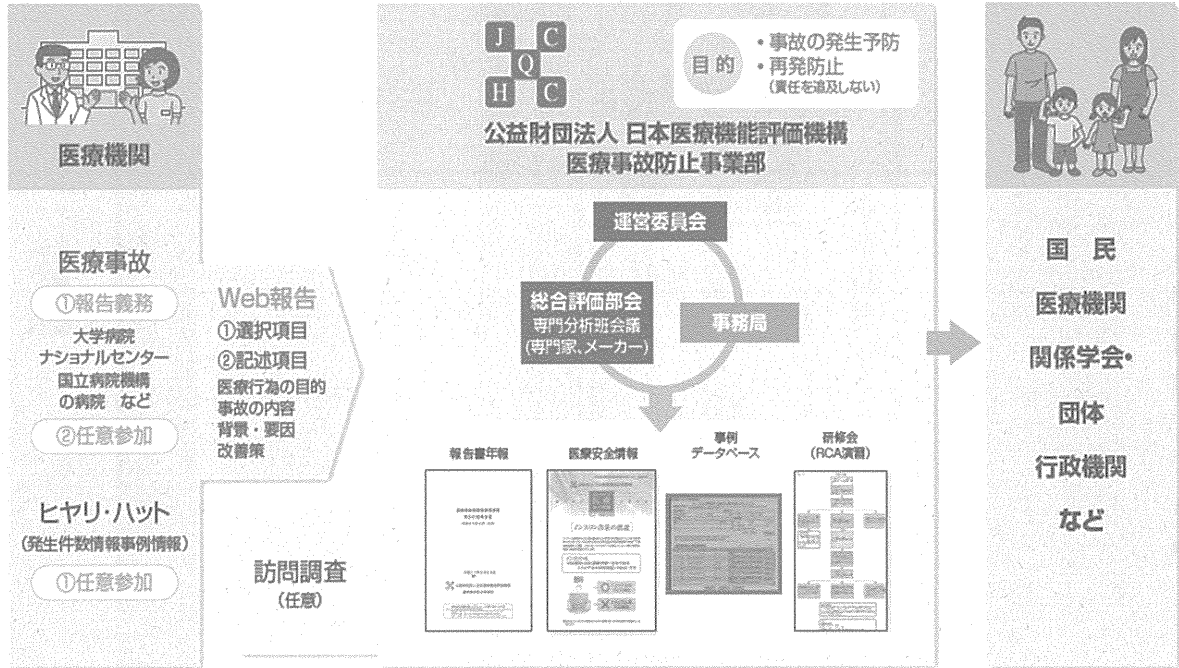 医療機関
医療事故
①報告義務
大学病院
ナショナルセンター
国立病院機構
の病院 など
②任意参加
ヒヤリ・ハット
(発生件数情報事例情報)
①任意参加
Web報告
①選択項目
②記述項目
医療行為の目的
事故の内容
背景・要因
改善策
訪問調査
(任意)
J C
Q
H C
目的
・事故の発生予防
・再発防止
(責任を追及しない)
公益財団法人 日本医療機能評価機構
医療事故防止事業部
運営委員会
総合評価部会
専門分析班会議
(専門家、メーカー)
事務局
報告書年報
医療安全情報
事例
データベース
研修会
(RCA演習)
国 民
医療機関
関係学会・
団体
行政機関
など